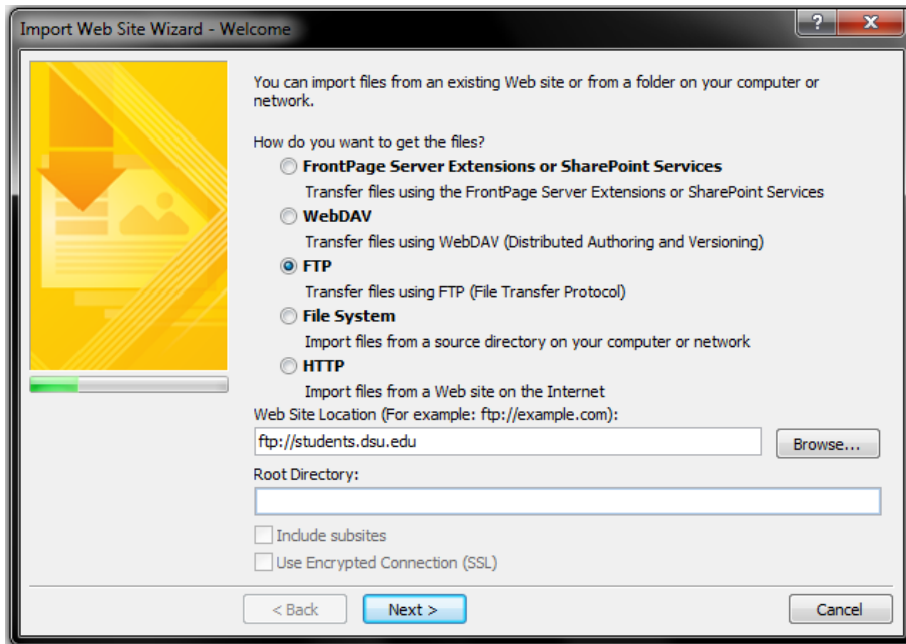 Import Web Site Wizard - Welcome
You can import files from an existing Web site or from a folder on your computer or
network.
How do you want to get the files?
FrontPage Server Extensions or SharePoint Services
Transfer files using the FrontPage Server Extensions or SharePoint Services
WebDAV
Transfer files using WebDAV (Distributed Authoring and Versioning)
FTP
Transfer files using FTP (File Transfer Protocol)
File System
Import files from a source directory on your computer or network
HTTP
Import files from a Web site on the Internet
Web Site Location (For example: ftp://example.com):
ftp://students.dsu.edu
Browse...
Root Directory:
Include subsites
Use Encrypted Connection (SSL)
< Back
Next >
Cancel